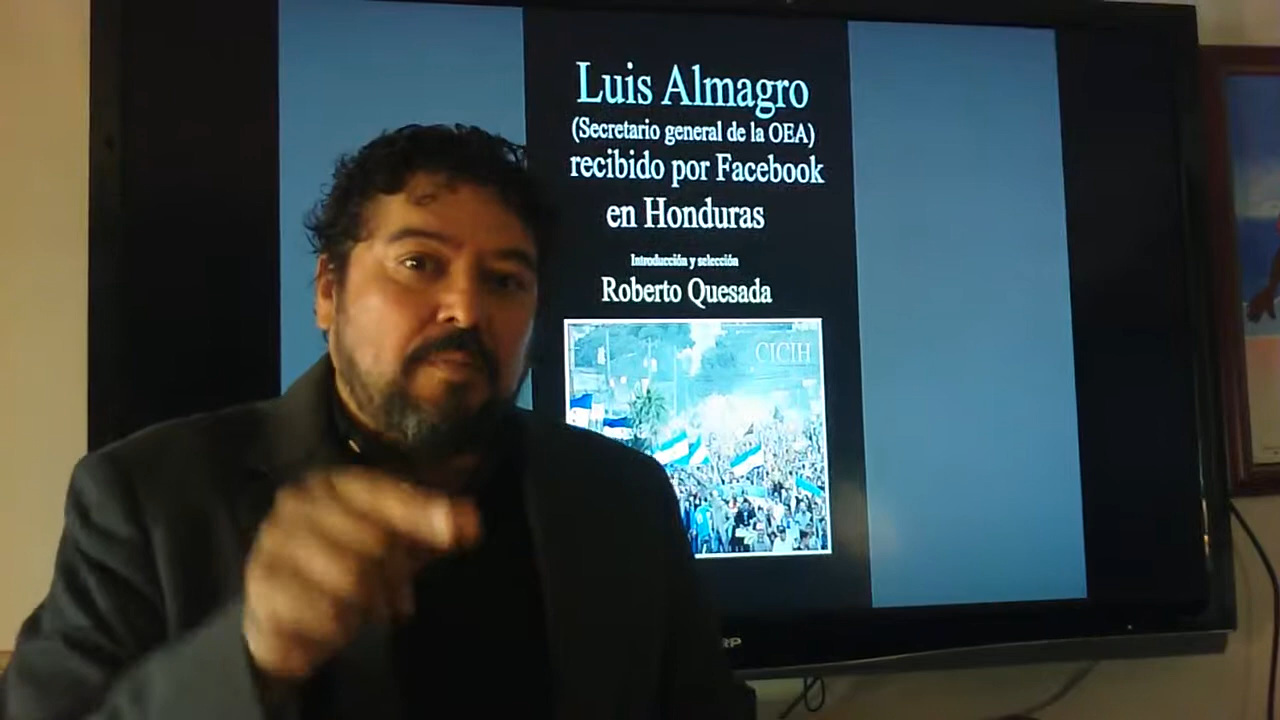 Luis Almagro
(Secretario general de la OEA)
recibido por Facebook
en Honduras
Introducción y selección
Roberto Quesada
CICIH